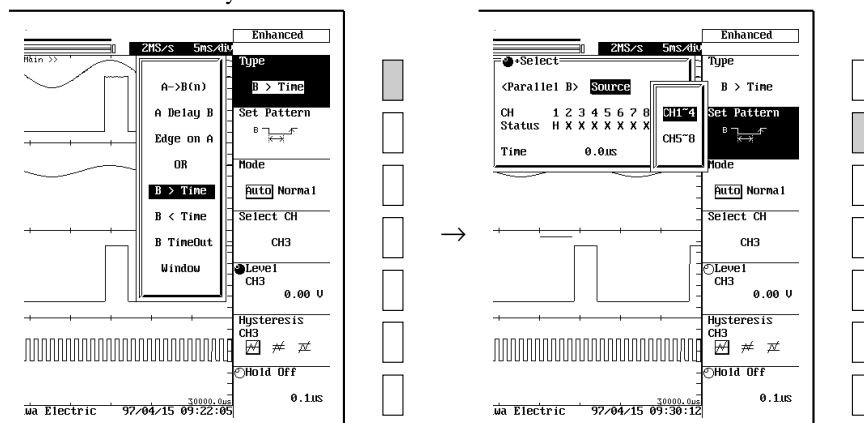 Enhanced
2MS/s 5ms/div
Main >>
Type
B > Time
A->B(n)
A Delay B
Edge on A
OR
B > Time
B < Time
B TimeOut
Window
Set Pattern
B
Mode
Auto Normal
Select CH
CH3
Level
CH3
0.00 V
Hysteresis
CH3
Hold Off
0.1us
30000.0us
wa Electric 97/04/15 09:22:05
→
Enhanced
2MS/s 5ms/div
+Select
<Parallel B> Source
CH 1 2 3 4 5 6 7 8
Status H X X X X X X X
Time 0.0us
CH1~4
CH5~8
Type
B > Time
Set Pattern
B
Mode
Auto Normal
Select CH
CH3
Level
CH3
0.00 V
Hysteresis
CH3
Hold Off
0.1us
30000.0us
wa Electric 97/04/15 09:30:12